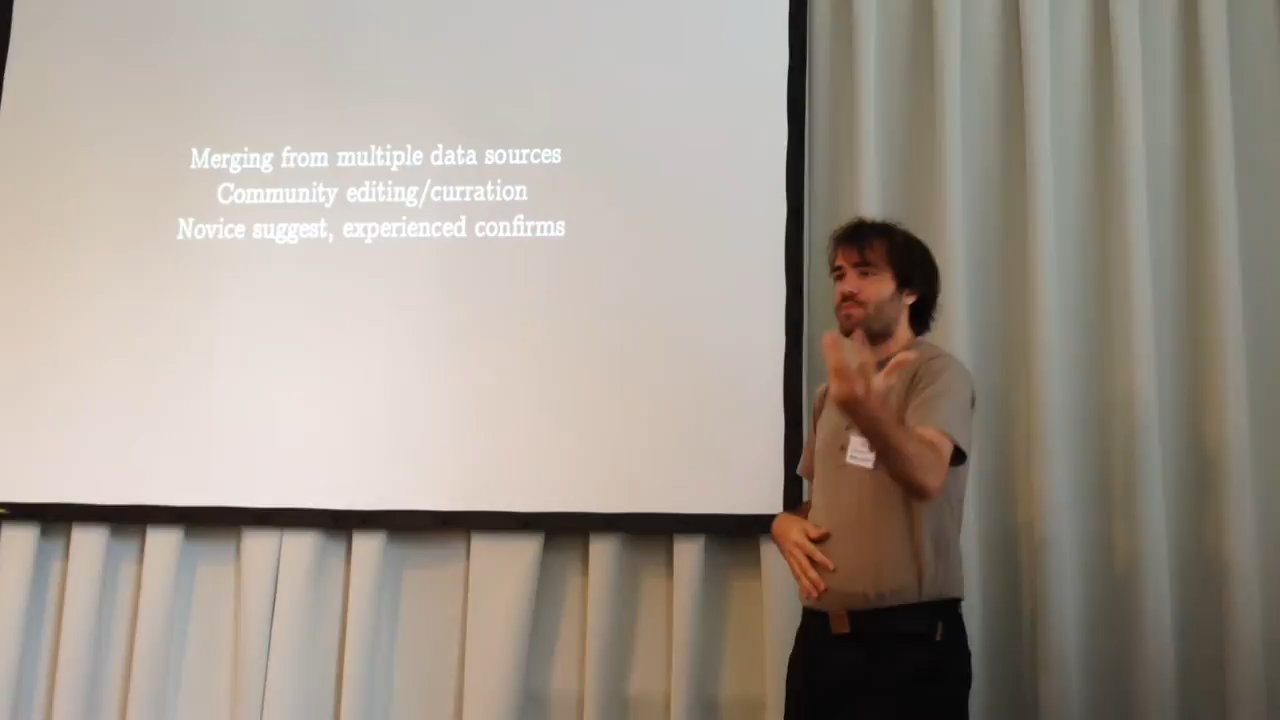 Merging from multiple data sources
Community editing/curration
Novice suggest, experienced confirms